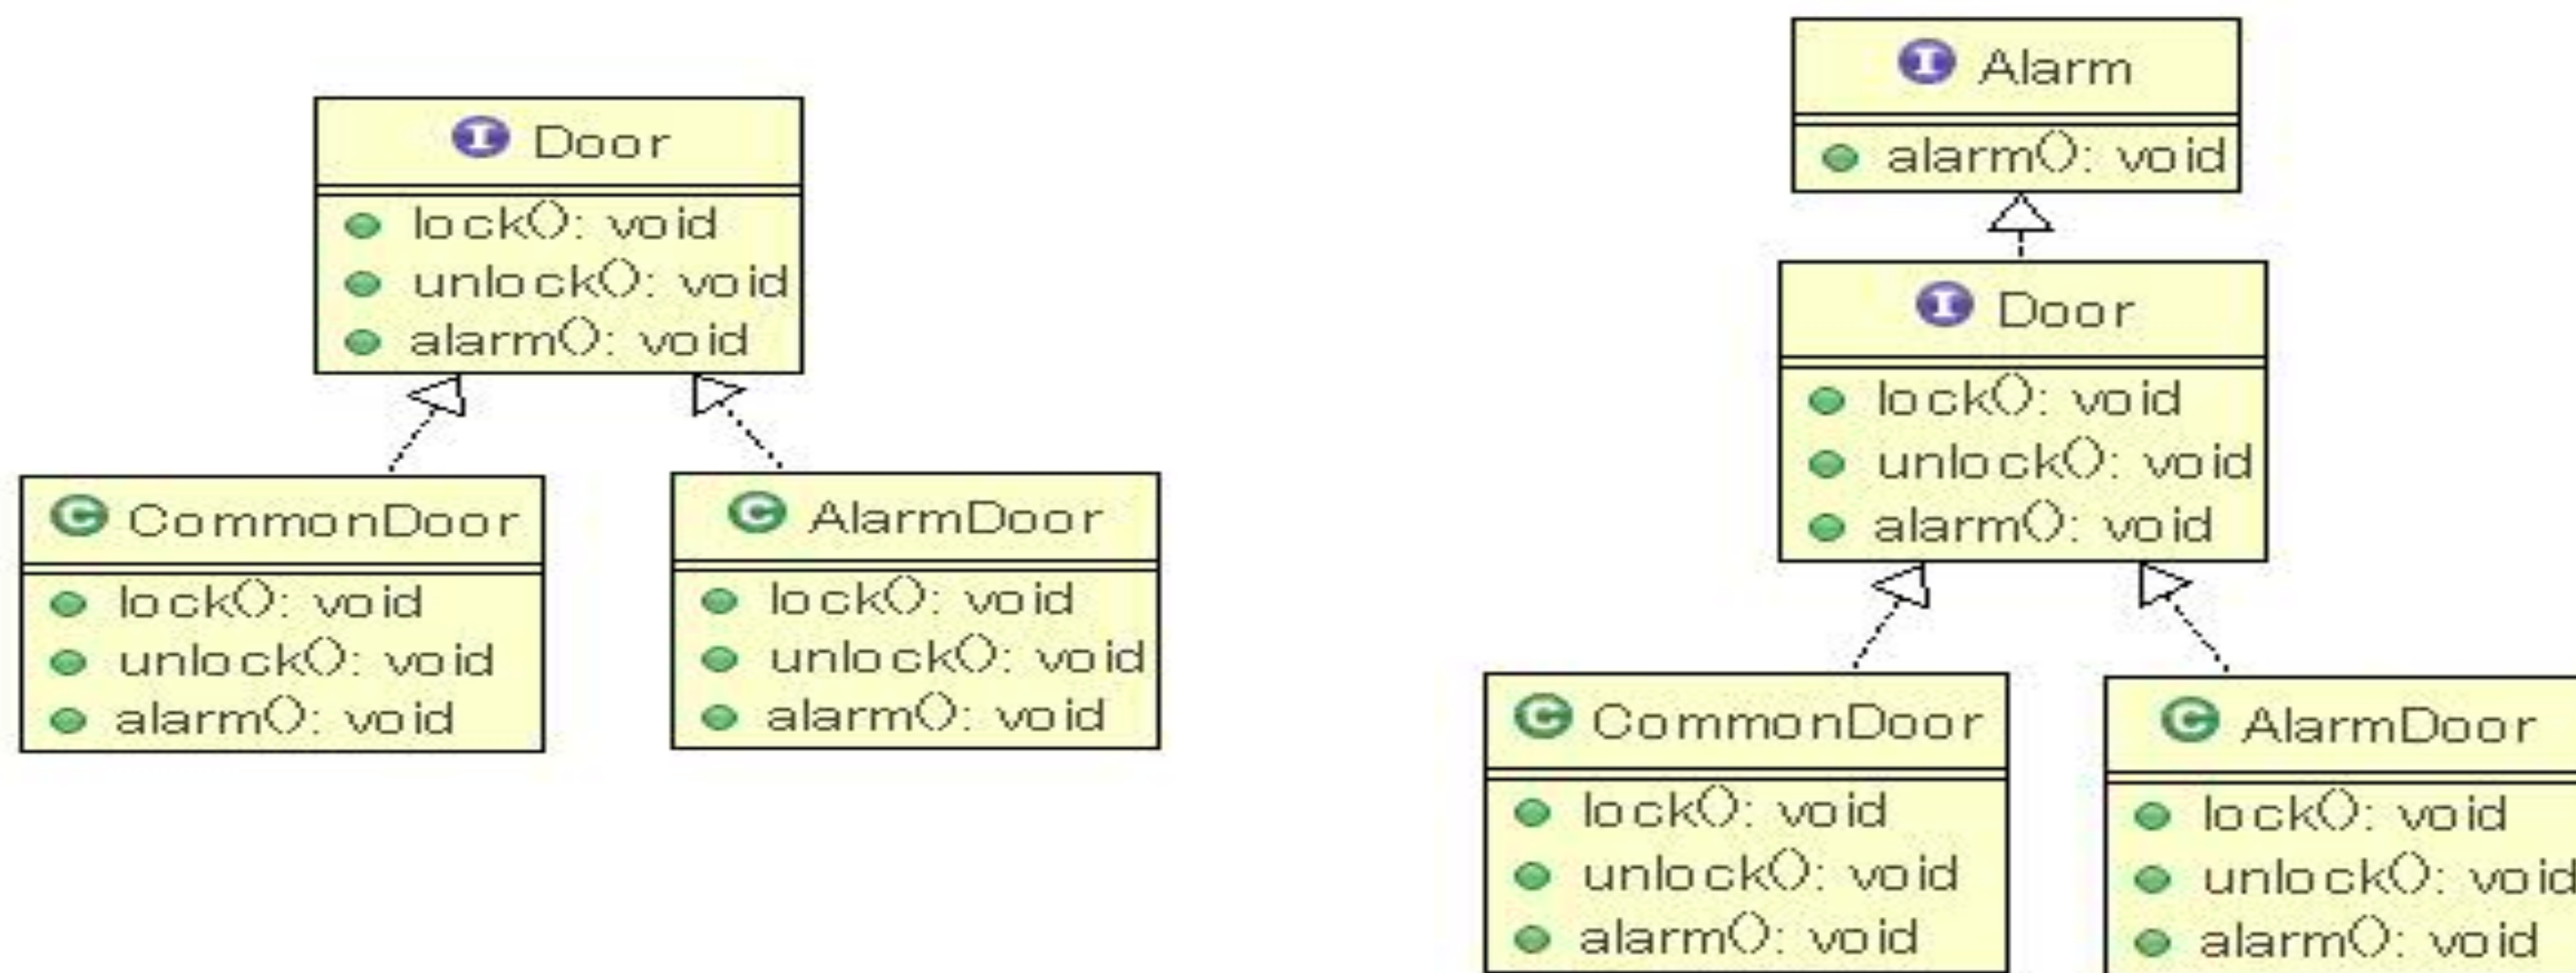 I Door
lock(): void
unlock(): void
alarm(): void
C CommonDoor
lock(): void
unlock(): void
alarm(): void
C AlarmDoor
lock(): void
unlock(): void
alarm(): void
I Alarm
alarm(): void
I Door
lock(): void
unlock(): void
alarm(): void
C CommonDoor
lock(): void
unlock(): void
alarm(): void
C AlarmDoor
lock(): void
unlock(): void
alarm(): void